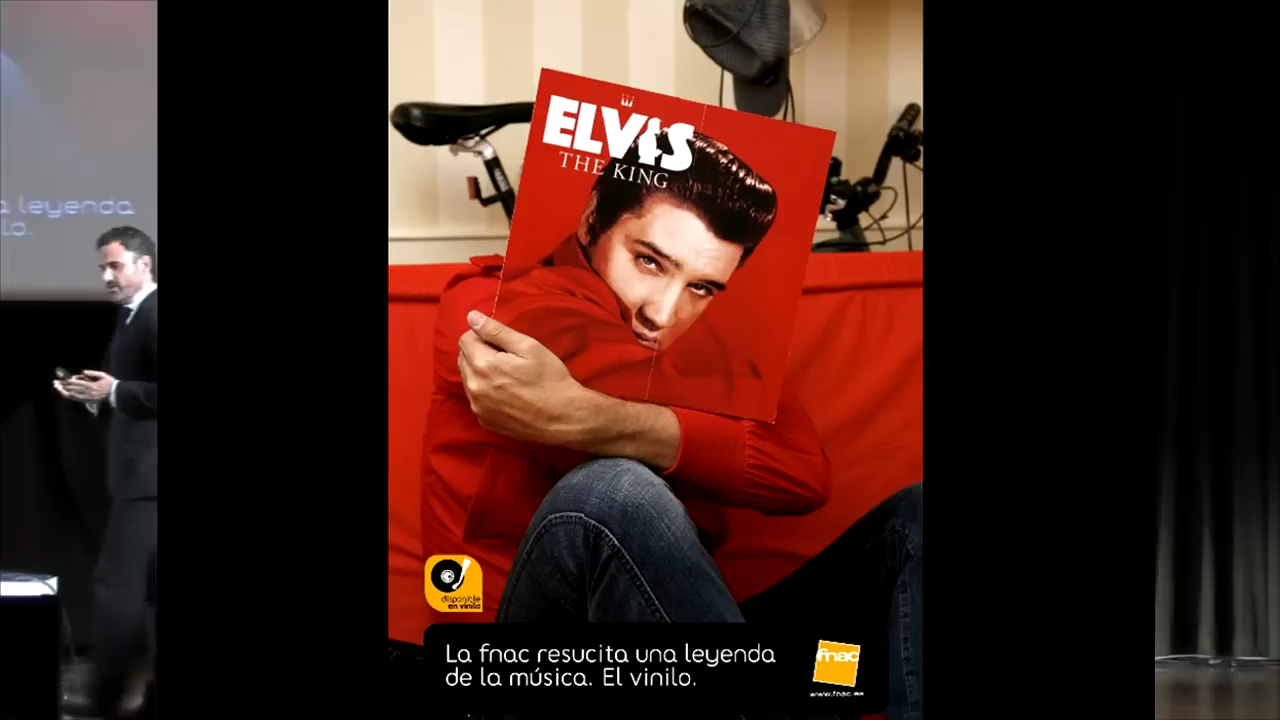 a leyenda
lo.
ELVIS
THE KING
disponible
en vinilo
La fnac resucita una leyenda
de la música. El vinilo.
fnac
www.fnac.es